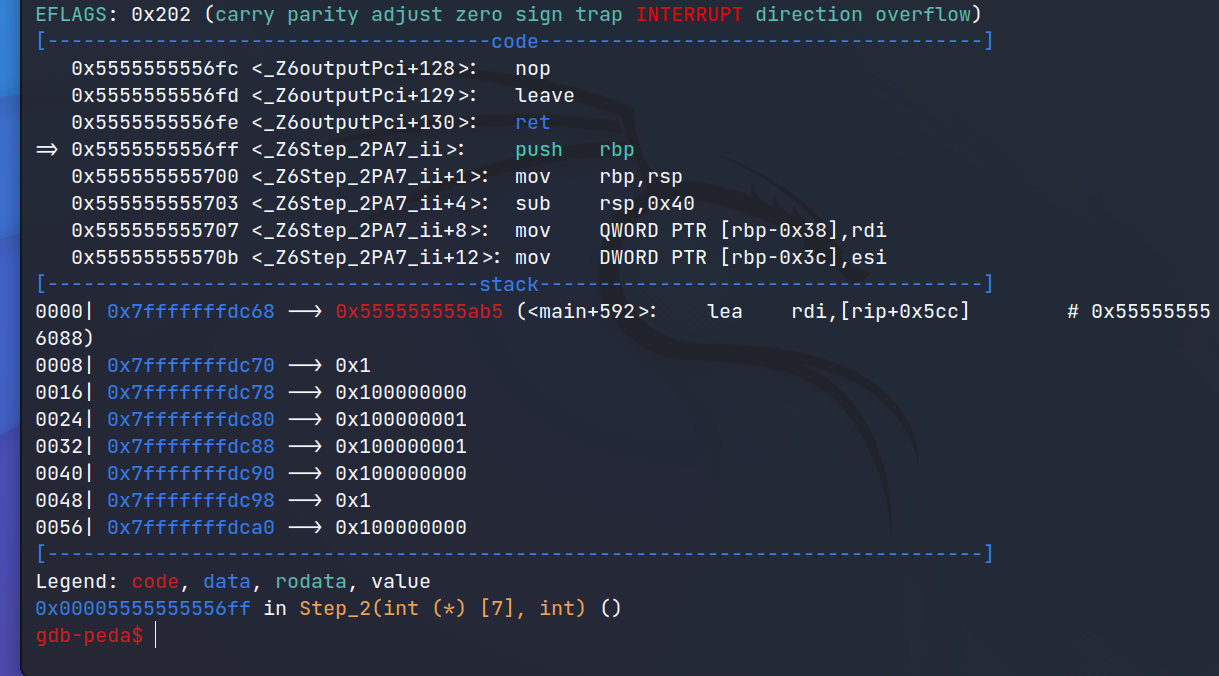 EFLAGS: 0x202 (carry parity adjust zero sign trap INTERRUPT direction overflow)
[-------------------------------------code-------------------------------------]
   0x5555555556fc <_Z6outputPci+128>:	nop
   0x5555555556fd <_Z6outputPci+129>:	leave
   0x5555555556fe <_Z6outputPci+130>:	ret
=> 0x5555555556ff <_Z6Step_2PA7_ii>:	push   rbp
   0x555555555700 <_Z6Step_2PA7_ii+1>:	mov    rbp,rsp
   0x555555555703 <_Z6Step_2PA7_ii+4>:	sub    rsp,0x40
   0x555555555707 <_Z6Step_2PA7_ii+8>:	mov    QWORD PTR [rbp-0x38],rdi
   0x55555555570b <_Z6Step_2PA7_ii+12>:	mov    DWORD PTR [rbp-0x3c],esi
[------------------------------------stack-------------------------------------]
0000| 0x7fffffffdc68 --> 0x555555555ab5 (<main+592>:	lea    rdi,[rip+0x5cc]        # 0x55555555
6088)
0008| 0x7fffffffdc70 --> 0x1
0016| 0x7fffffffdc78 --> 0x100000000
0024| 0x7fffffffdc80 --> 0x100000001
0032| 0x7fffffffdc88 --> 0x100000001
0040| 0x7fffffffdc90 --> 0x100000000
0048| 0x7fffffffdc98 --> 0x1
0056| 0x7fffffffdca0 --> 0x100000000
[------------------------------------------------------------------------------]
Legend: code, data, rodata, value
0x00005555555556ff in Step_2(int (*) [7], int) ()
gdb-peda$